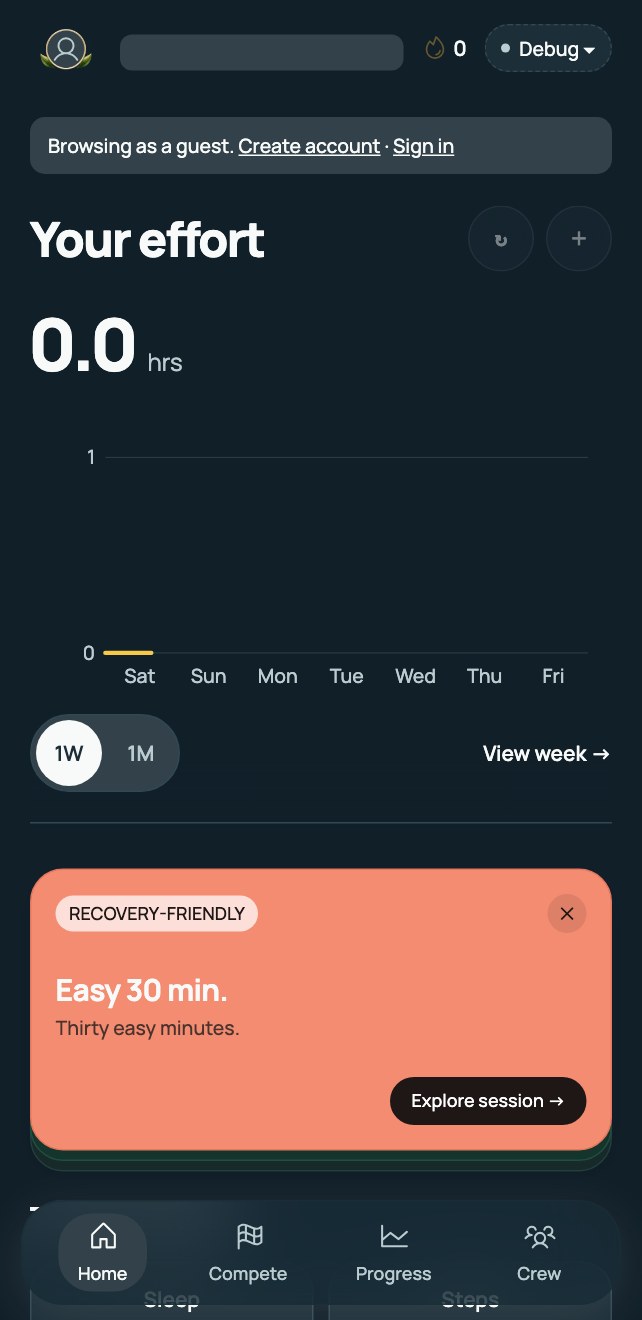 0
Debug
Browsing as a guest. Create account · Sign in
Your effort
↻ +
0.0 hrs
1
0
Sat Sun Mon Tue Wed Thu Fri
1W 1M
View week →
RECOVERY-FRIENDLY
Easy 30 min.
Thirty easy minutes.
Explore session →
Home Compete Progress Crew
Sleep Steps